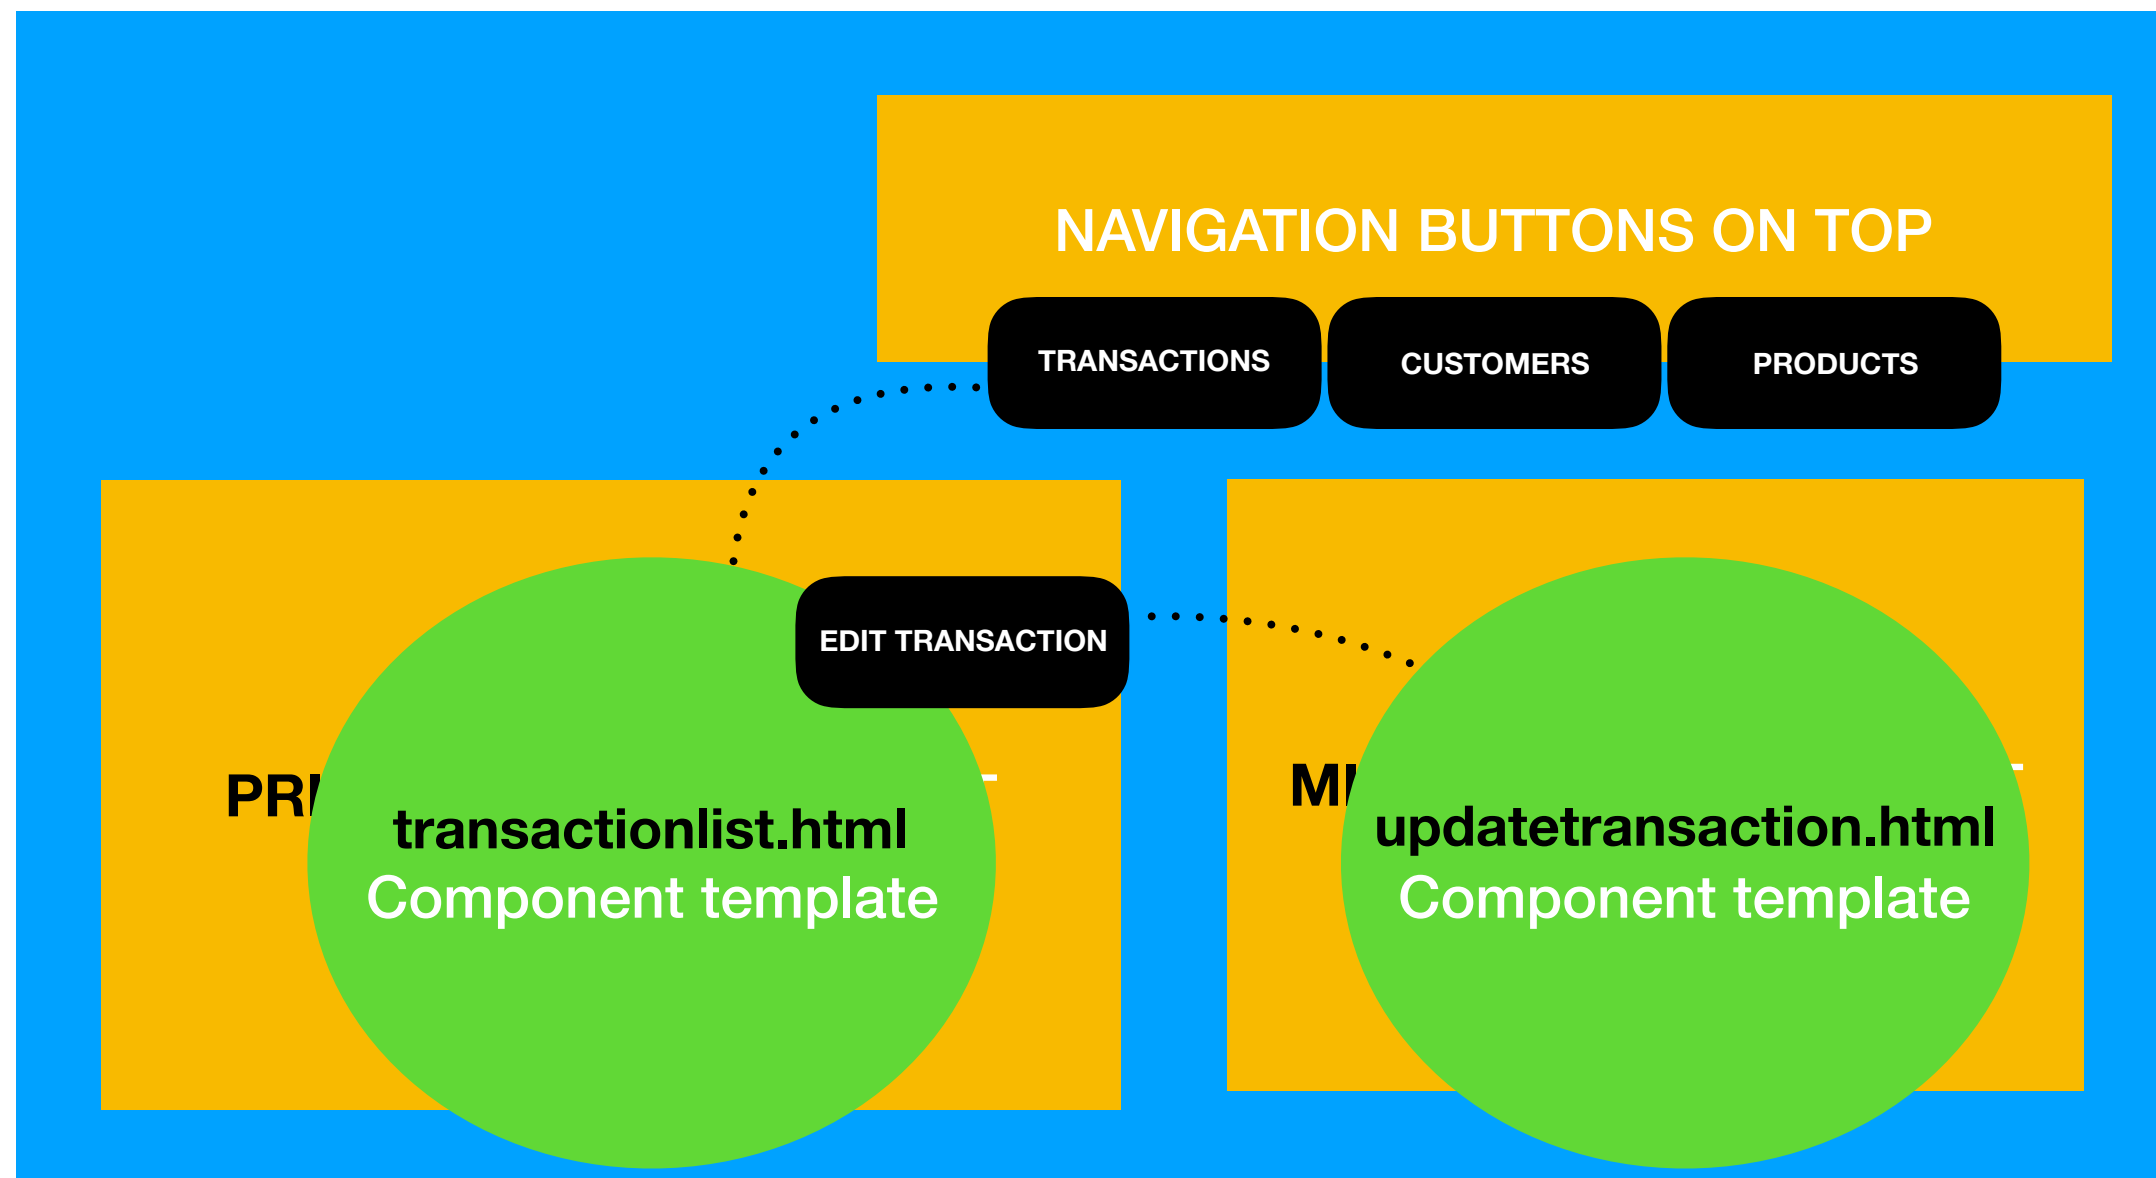 NAVIGATION BUTTONS ON TOP
TRANSACTIONS
CUSTOMERS
PRODUCTS
EDIT TRANSACTION
transactionlist.html
Component template
updatetransaction.html
Component template